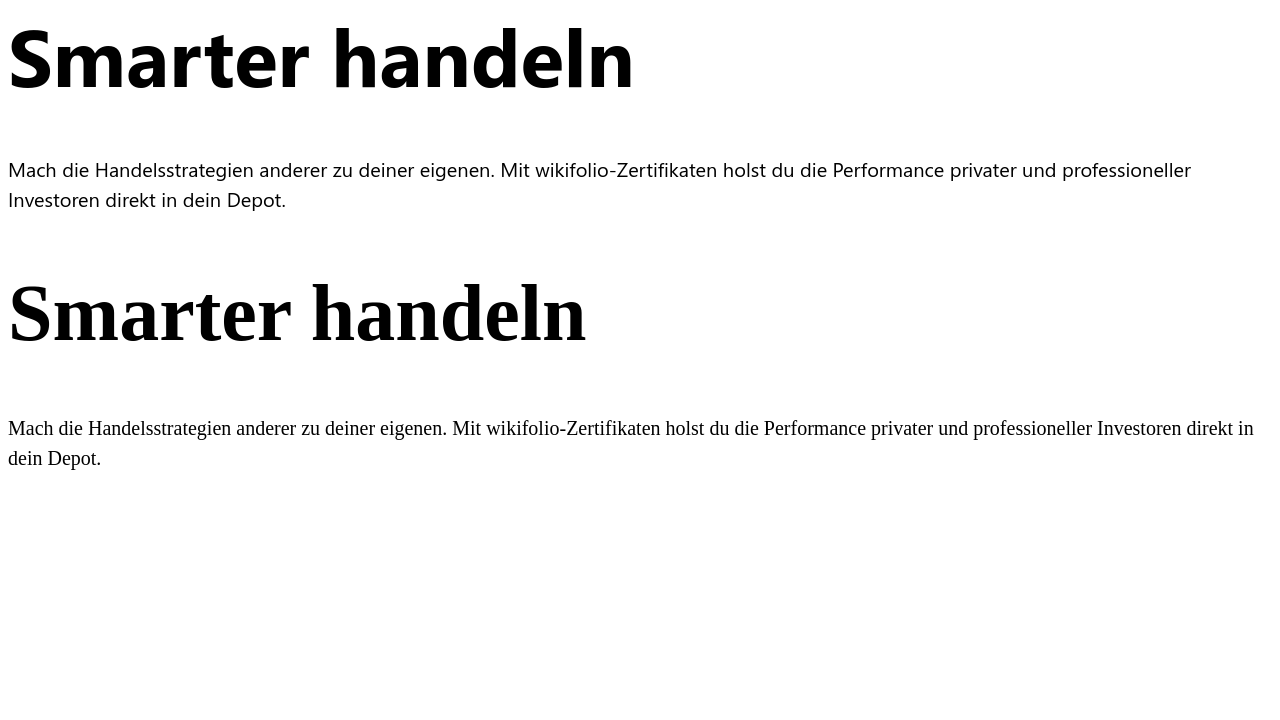 Smarter handeln
Mach die Handelsstrategien anderer zu deiner eigenen. Mit wikifolio-Zertifikaten holst du die Performance privater und professioneller
Investoren direkt in dein Depot.
Smarter handeln
Mach die Handelsstrategien anderer zu deiner eigenen. Mit wikifolio-Zertifikaten holst du die Performance privater und professioneller Investoren direkt in
dein Depot.